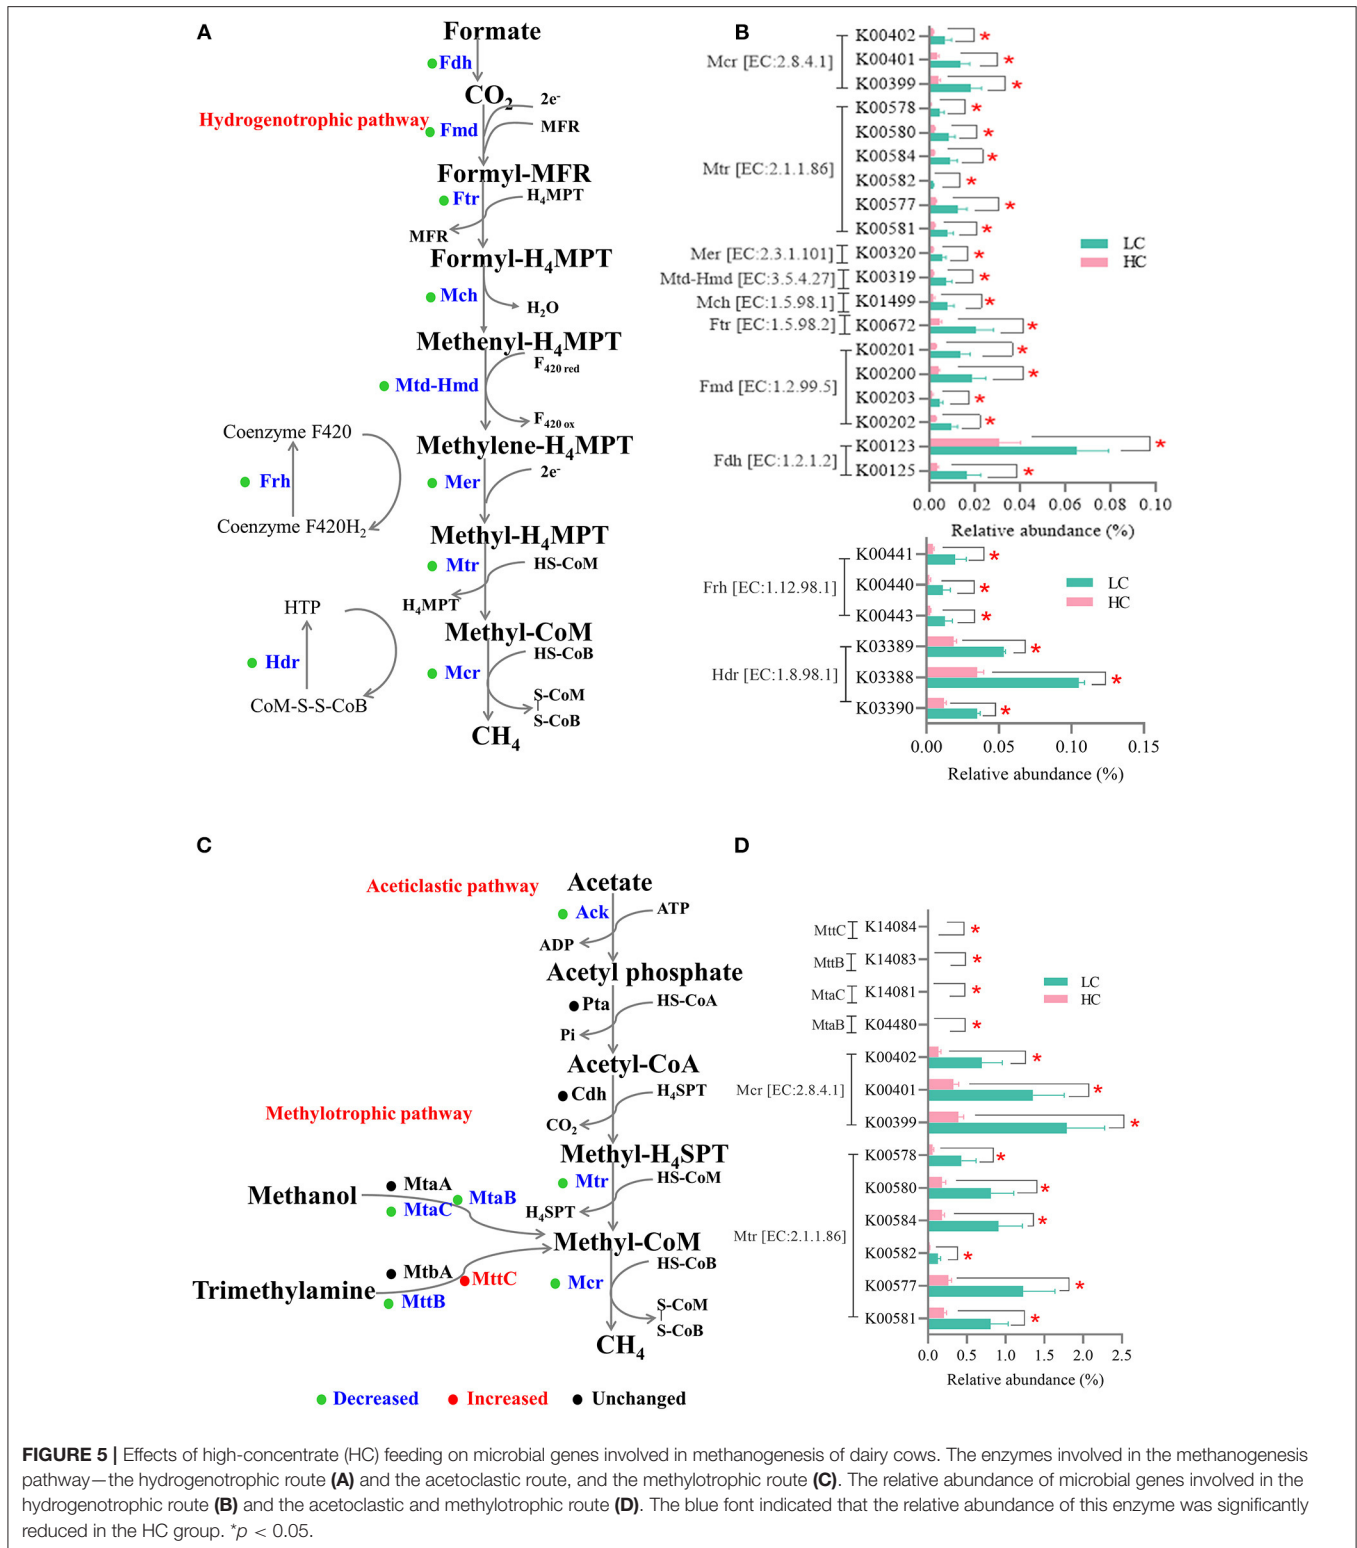 A
Formate
Fdh
CO2
2e-
Hydrogenotrophic pathway
Fmd
MFR
Formyl-MFR
Ftr
H4MPT
MFR
Formyl-H4MPT
Mch
H2O
Methenyl-H4MPT
F420 red
Mtd-Hmd
F420 ox
Coenzyme F420
Methylene-H4MPT
2e-
Frh
Mer
Coenzyme F420H2
Methyl-H4MPT
Mtr
HS-CoM
H4MPT
HTP
Methyl-CoM
HS-CoB
Hdr
Mcr
S-CoM
CoM-S-S-CoB
S-CoB
CH4
B
K00402
Mcr [EC:2.8.4.1]
K00401
K00399
K00578
K00580
K00584
Mtr [EC:2.1.1.86]
K00582
K00577
K00581
LC
HC
Mer [EC:2.3.1.101]
K00320
Mtd-Hmd [EC:3.5.4.27]
K00319
Mch [EC:1.5.98.1]
K01499
Ftr [EC:1.5.98.2]
K00672
K00201
K00200
Fmd [EC:1.2.99.5]
K00203
K00202
K00123
Fdh [EC:1.2.1.2]
K00125
0.00 0.02 0.04 0.06 0.08 0.10
Relative abundance (%)
K00441
Frh [EC:1.12.98.1]
K00440
K00443
LC
HC
K03389
Hdr [EC:1.8.98.1]
K03388
K03390
0.00 0.05 0.10 0.15
Relative abundance (%)
C
Aceticlastic pathway
Acetate
Ack
ATP
ADP
Acetyl phosphate
Pta
HS-CoA
Pi
Acetyl-CoA
Cdh
H4SPT
Methylotrophic pathway
CO2
Methyl-H4SPT
MtaA
Mtr
HS-CoM
Methanol
MtaB
MtaC
H4SPT
Methyl-CoM
HS-CoB
MtbA
MttC
Mcr
Trimethylamine
MttB
S-CoM
S-CoB
CH4
Decreased Increased Unchanged
D
MttC
K14084
MttB
K14083
MtaC
K14081
MtaB
K04480
LC
HC
K00402
Mcr [EC:2.8.4.1]
K00401
K00399
K00578
K00580
K00584
Mtr [EC:2.1.1.86]
K00582
K00577
K00581
0.0 0.5 1.0 1.5 2.0 2.5
Relative abundance (%)
FIGURE 5 | Effects of high-concentrate (HC) feeding on microbial genes involved in methanogenesis of dairy cows. The enzymes involved in the methanogenesis
pathway—the hydrogenotrophic route (A) and the acetoclastic route, and the methylotrophic route (C). The relative abundance of microbial genes involved in the
hydrogenotrophic route (B) and the acetoclastic and methylotrophic route (D). The blue font indicated that the relative abundance of this enzyme was significantly
reduced in the HC group. *p < 0.05.